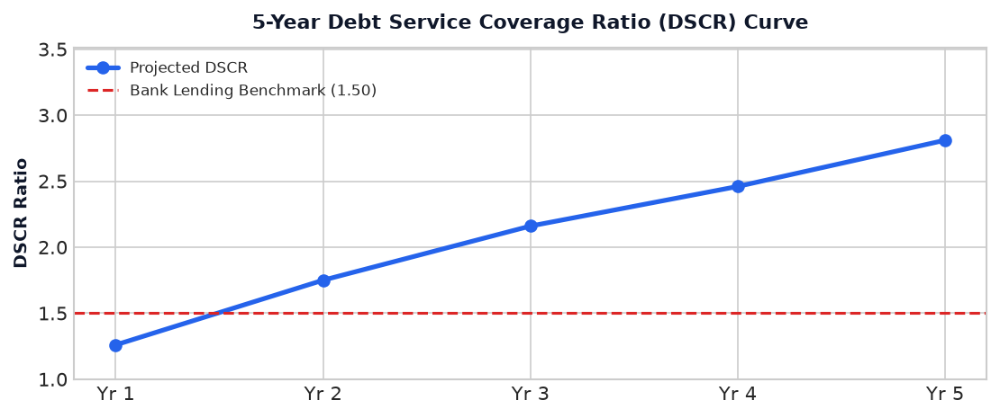 5-Year Debt Service Coverage Ratio (DSCR) Curve
DSCR Ratio
3.5
3.0
2.5
2.0
1.5
1.0
Projected DSCR
Bank Lending Benchmark (1.50)
Yr 1 Yr 2 Yr 3 Yr 4 Yr 5